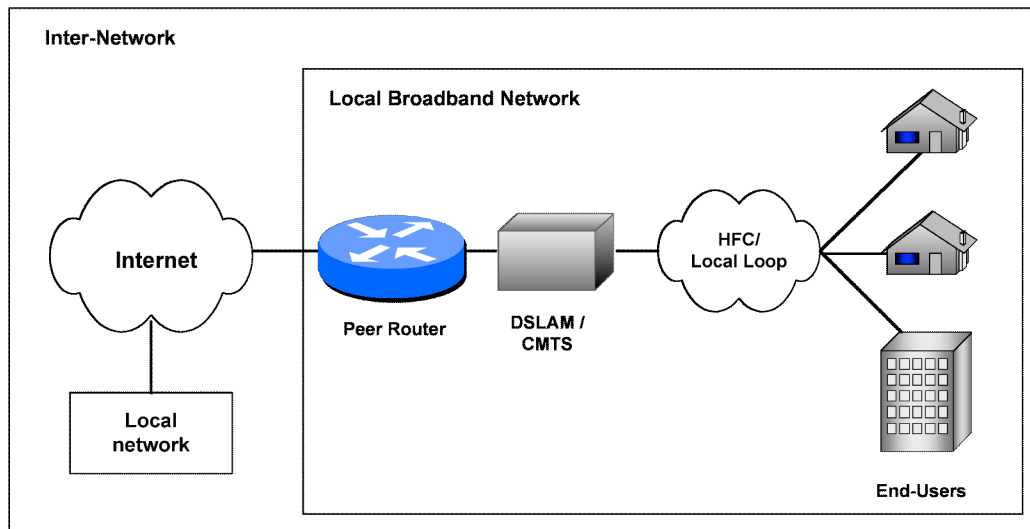 Inter-Network
Local Broadband Network
Internet
Peer Router
DSLAM /
CMTS
HFC/
Local Loop
Local
network
End-Users